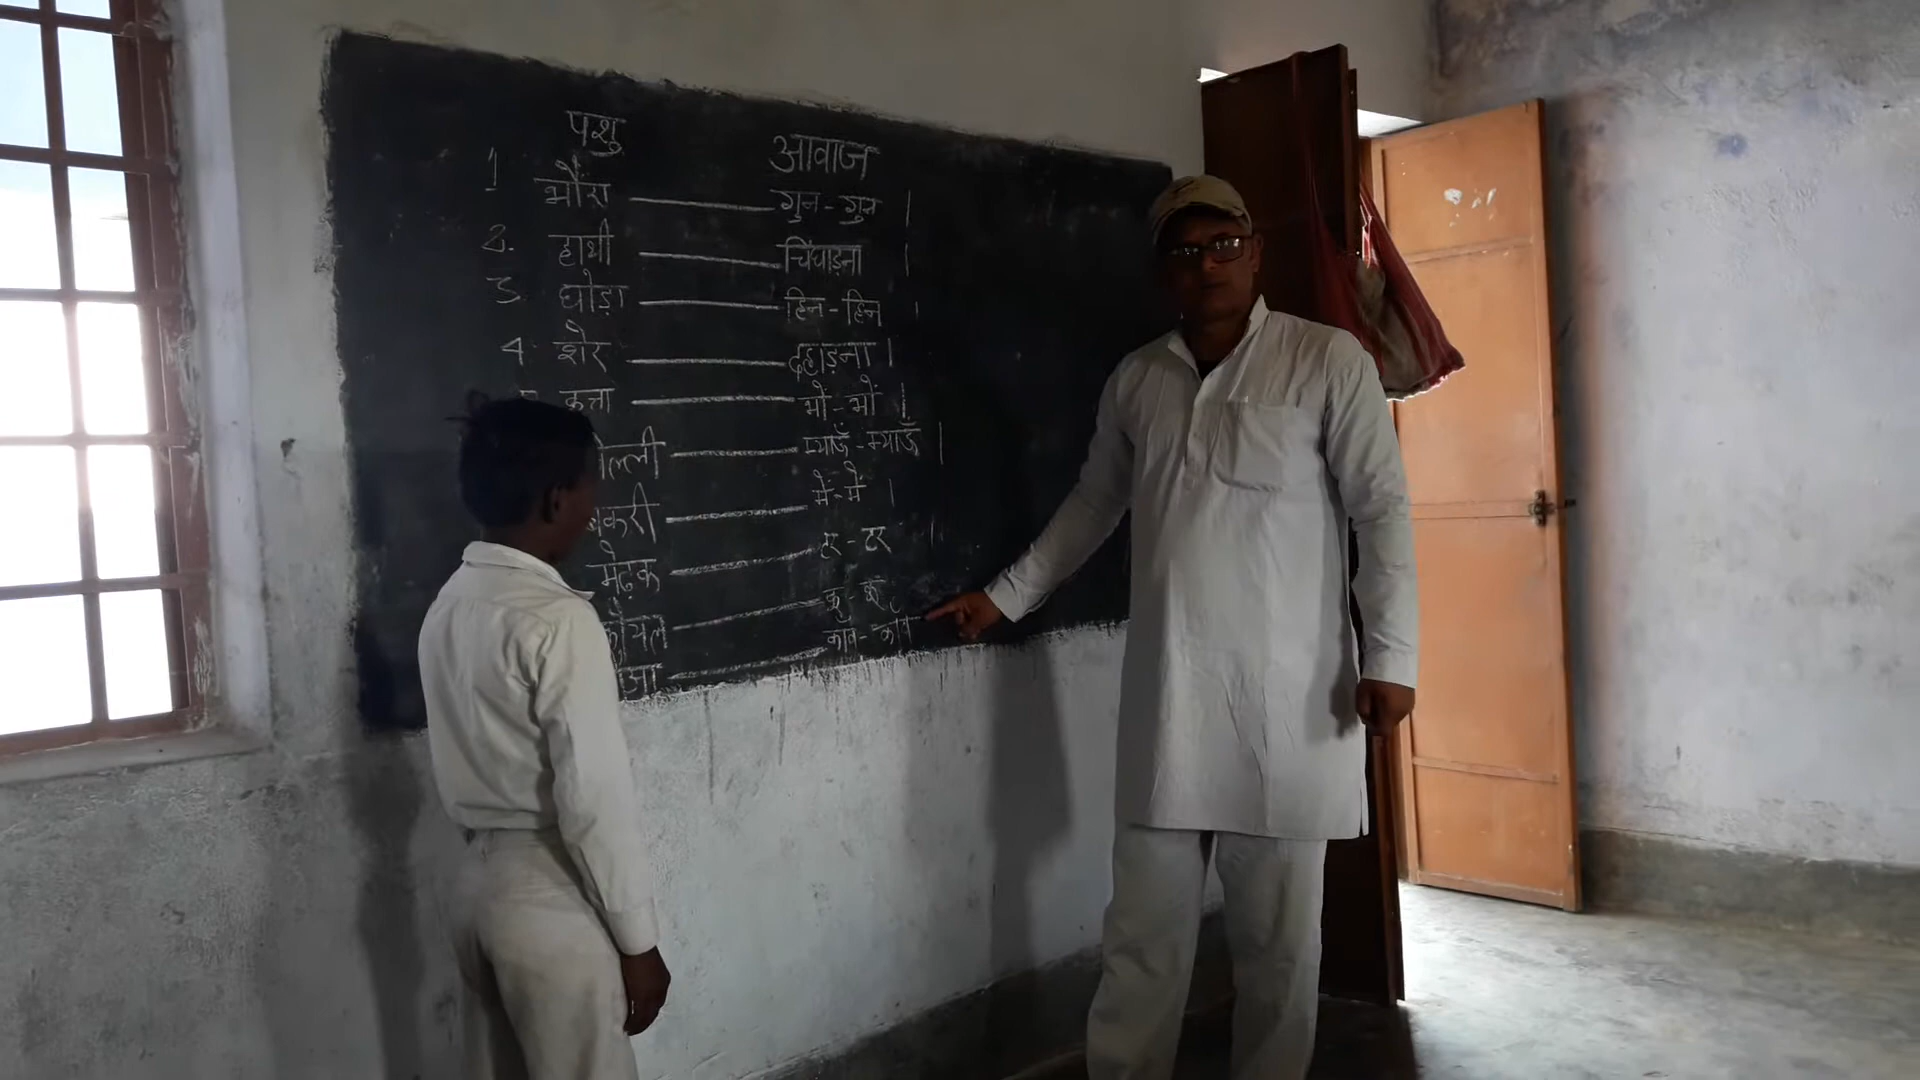 पशु आवाज
1 भौंरा — गुन-गुन ।
2. हाथी — चिंघाड़ना ।
3 घोड़ा — हिन-हिन ।
4 शेर — दहाड़ना ।
कुत्ता — भों-भों ।
ल्ली — म्याऊँ-म्याऊँ ।
बकरी — में-में ।
मेढ़क — टर-टर ।
कोयल — कू-कू
आ — काव-काव